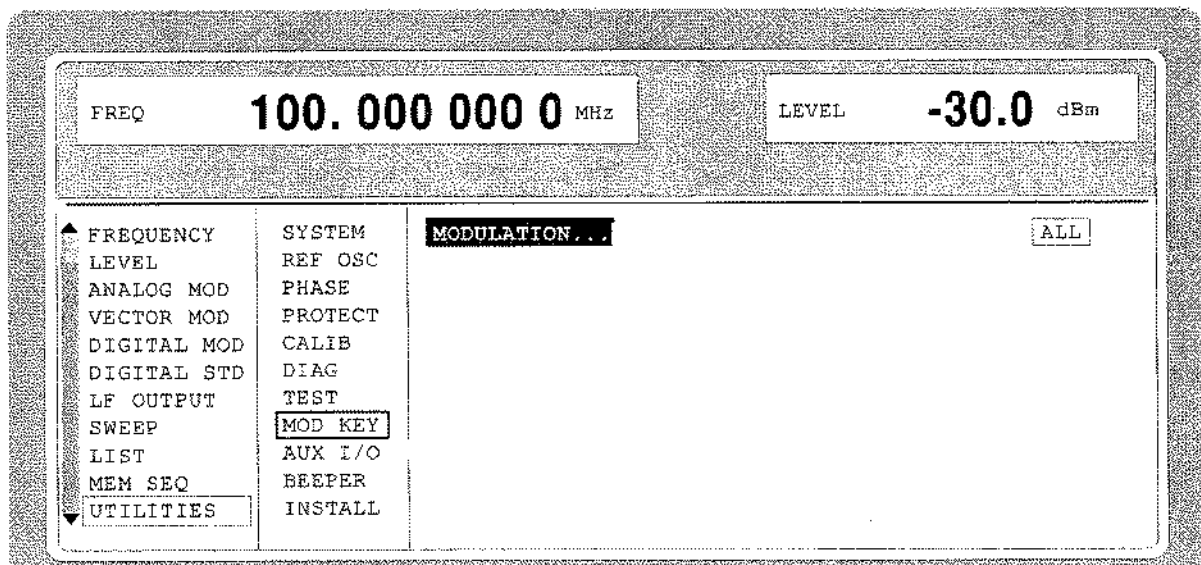 FREQ 100. 000 000 0 MHz
LEVEL -30.0 dBm
FREQUENCY
LEVEL
ANALOG MOD
VECTOR MOD
DIGITAL MOD
DIGITAL STD
LF OUTPUT
SWEEP
LIST
MEM SEQ
UTILITIES
SYSTEM
REF OSC
PHASE
PROTECT
CALIB
DIAG
TEST
MOD KEY
AUX I/O
BEEPER
INSTALL
MODULATION... ALL